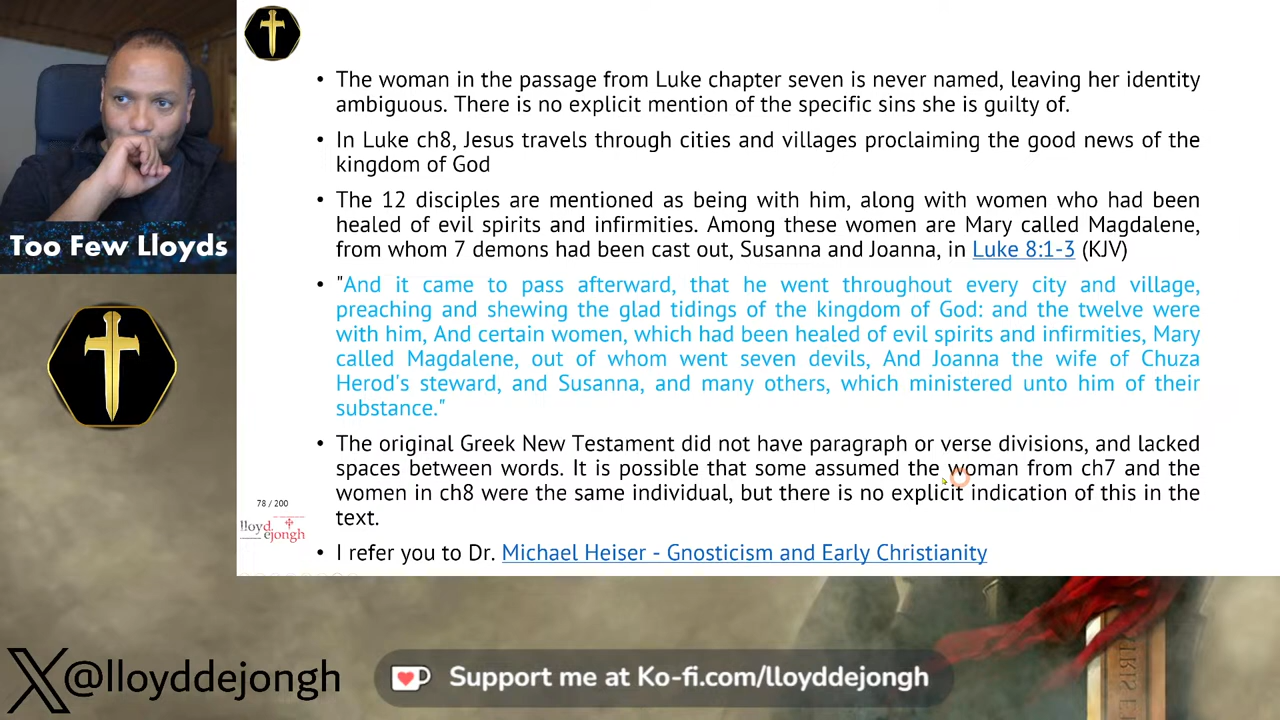 • The woman in the passage from Luke chapter seven is never named, leaving her identity
ambiguous. There is no explicit mention of the specific sins she is guilty of.
• In Luke ch8, Jesus travels through cities and villages proclaiming the good news of the
kingdom of God
• The 12 disciples are mentioned as being with him, along with women who had been
healed of evil spirits and infirmities. Among these women are Mary called Magdalene,
from whom 7 demons had been cast out, Susanna and Joanna, in Luke 8:1-3 (KJV)
• "And it came to pass afterward, that he went throughout every city and village,
preaching and shewing the glad tidings of the kingdom of God: and the twelve were
with him, And certain women, which had been healed of evil spirits and infirmities, Mary
called Magdalene, out of whom went seven devils, And Joanna the wife of Chuza
Herod's steward, and Susanna, and many others, which ministered unto him of their
substance."
• The original Greek New Testament did not have paragraph or verse divisions, and lacked
spaces between words. It is possible that some assumed the woman from ch7 and the
women in ch8 were the same individual, but there is no explicit indication of this in the
text.
• I refer you to Dr. Michael Heiser - Gnosticism and Early Christianity
Too Few Lloyds
78 / 200
lloyd
ejongh
X@lloyddejongh
Support me at Ko-fi.com/lloyddejongh